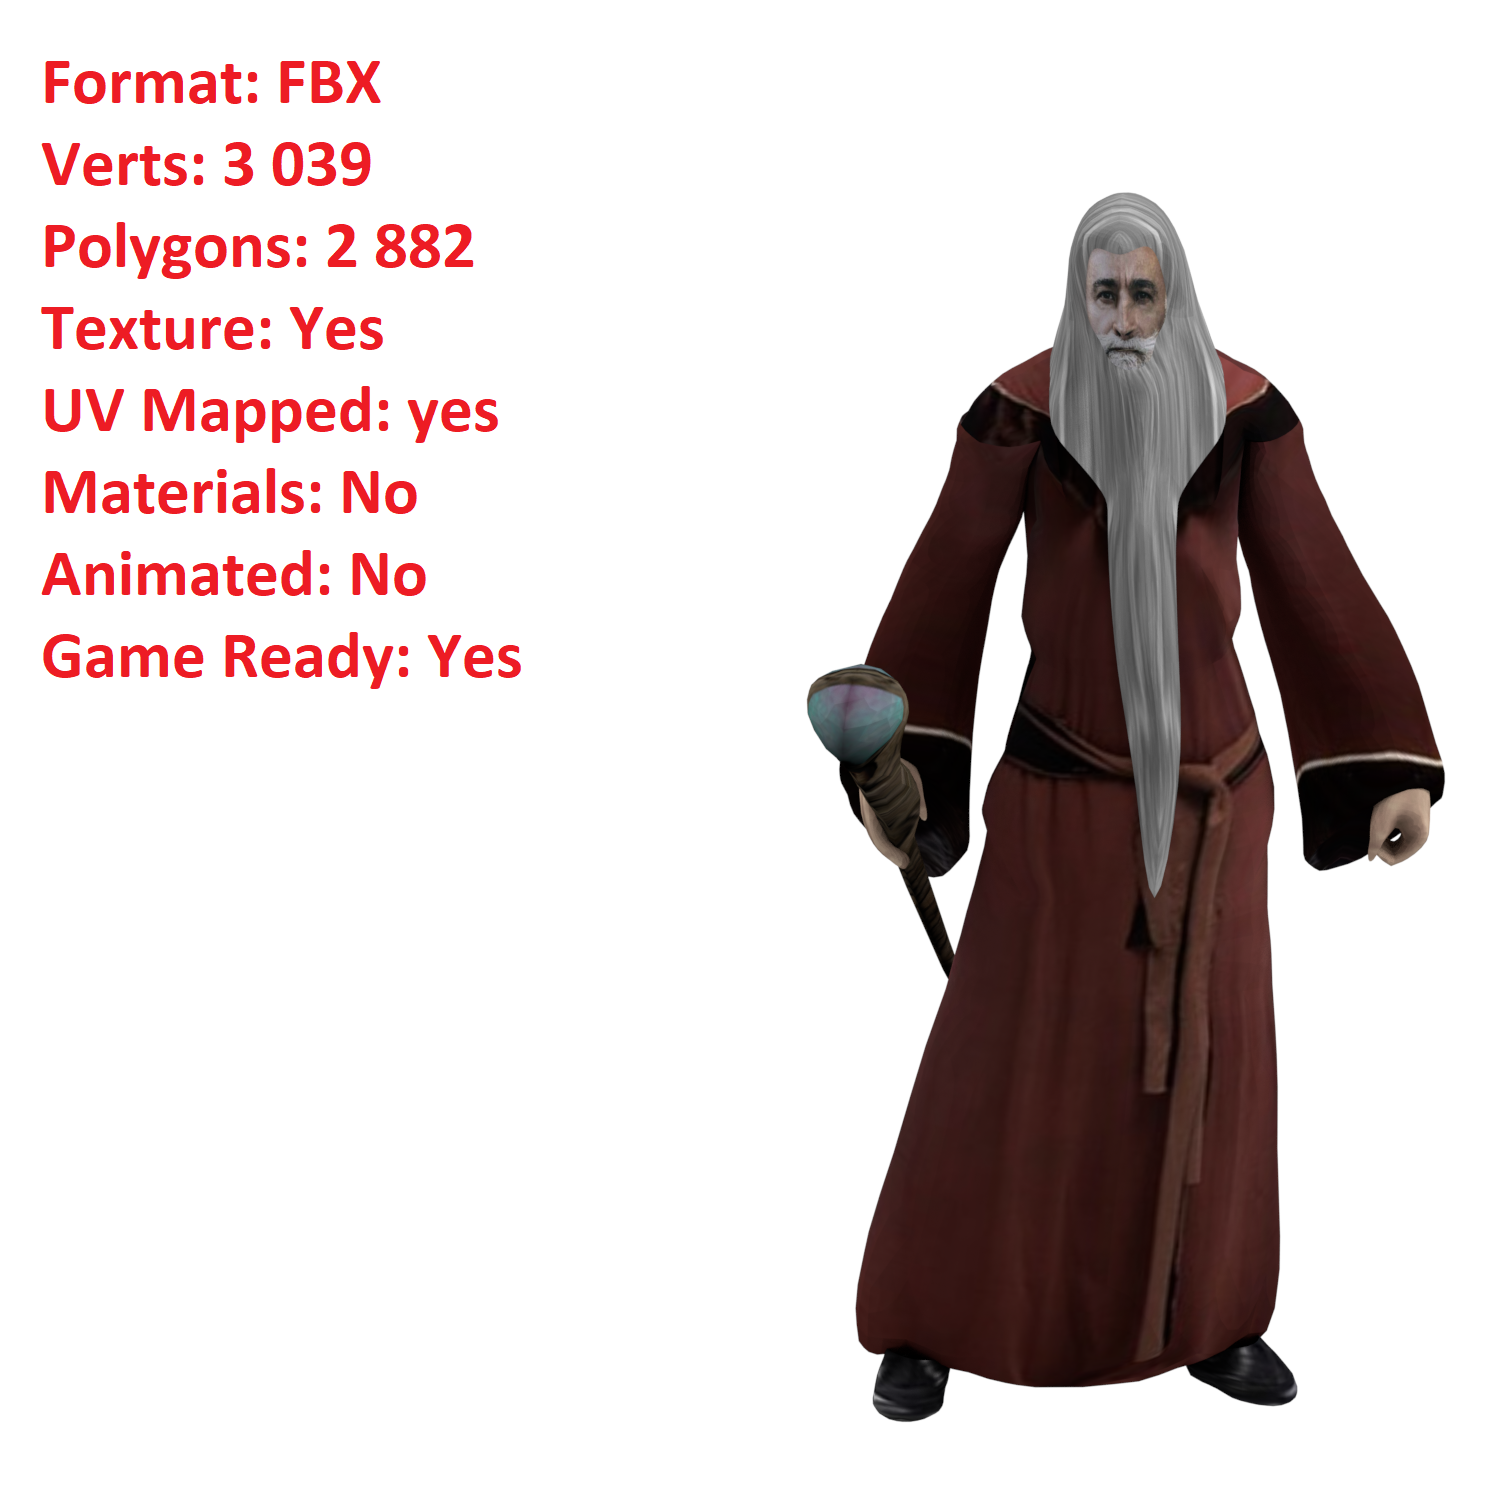 Format: FBX
Verts: 3 039
Polygons: 2 882
Texture: Yes
UV Mapped: yes
Materials: No
Animated: No
Game Ready: Yes